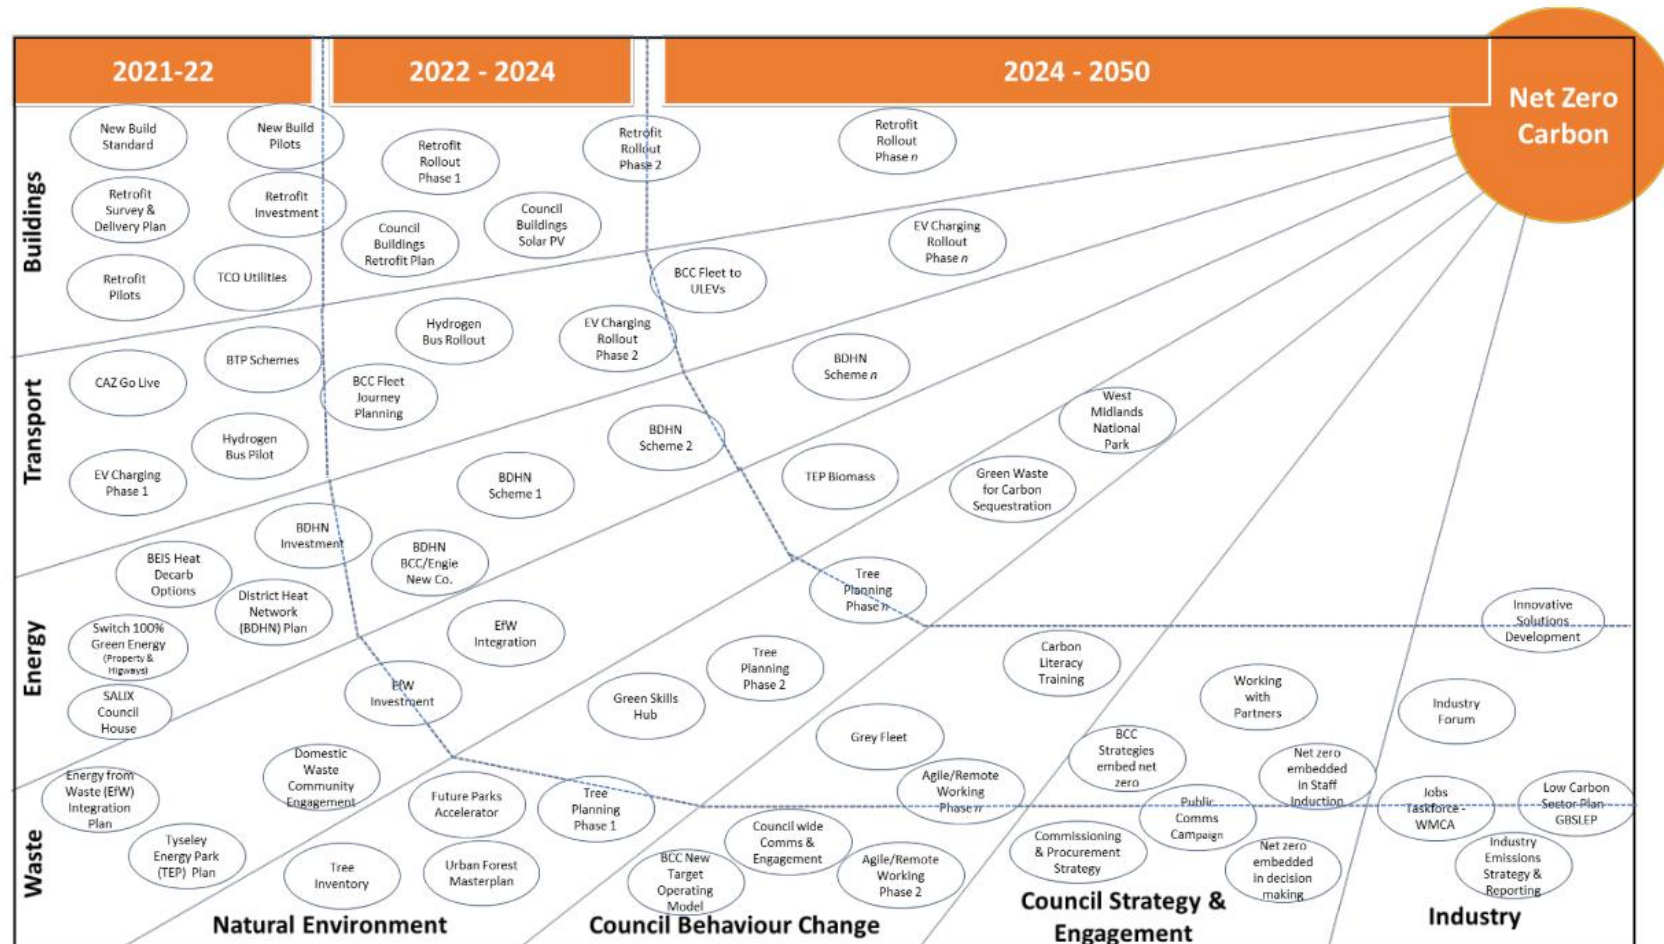 2021-22
2022 - 2024
2024 - 2050
Net Zero
Carbon
Buildings
New Build
Standard
New Build
Pilots
Retrofit
Survey &
Delivery Plan
Retrofit
Investment
Retrofit
Pilots
TCO Utilities
Retrofit
Rollout
Phase 1
Council
Buildings
Retrofit Plan
Council
Buildings
Solar PV
Retrofit
Rollout
Phase 2
Retrofit
Rollout
Phase n
Transport
CAZ Go Live
BTP Schemes
EV Charging
Phase 1
Hydrogen
Bus Pilot
BCC Fleet
Journey
Planning
Hydrogen
Bus Rollout
EV Charging
Rollout
Phase 2
BCC Fleet to
ULEVs
EV Charging
Rollout
Phase n
Energy
BEIS Heat
Decarb
Options
BDHN
Investment
District Heat
Network
(BDHN) Plan
Switch 100%
Green Energy
(Property &
Higways)
SALIX
Council
House
BDHN
BCC/Engie
New Co.
BDHN
Scheme 1
BDHN
Scheme 2
BDHN
Scheme n
Waste
Energy from
Waste (EfW)
Integration
Plan
Tyseley
Energy Park
(TEP) Plan
Domestic
Waste
Community
Engagement
EfW
Investment
EfW
Integration
TEP Biomass
Natural Environment
Tree
Inventory
Future Parks
Accelerator
Urban Forest
Masterplan
Tree
Planning
Phase 1
Green Skills
Hub
Tree
Planning
Phase 2
Tree
Planning
Phase n
Green Waste
for Carbon
Sequestration
West
Midlands
National
Park
Council Behaviour Change
BCC New
Target
Operating
Model
Council wide
Comms &
Engagement
Agile/Remote
Working
Phase 2
Grey Fleet
Agile/Remote
Working
Phase n
Carbon
Literacy
Training
Council Strategy &
Engagement
Commissioning
& Procurement
Strategy
BCC
Strategies
embed net
zero
Public
Comms
Campaign
Net zero
embedded
in decision
making
Working
with
Partners
Net zero
embedded
in Staff
Induction
Industry
Innovative
Solutions
Development
Industry
Forum
Jobs
Taskforce -
WMCA
Low Carbon
Sector Plan
GBSLEP
Industry
Emissions
Strategy &
Reporting